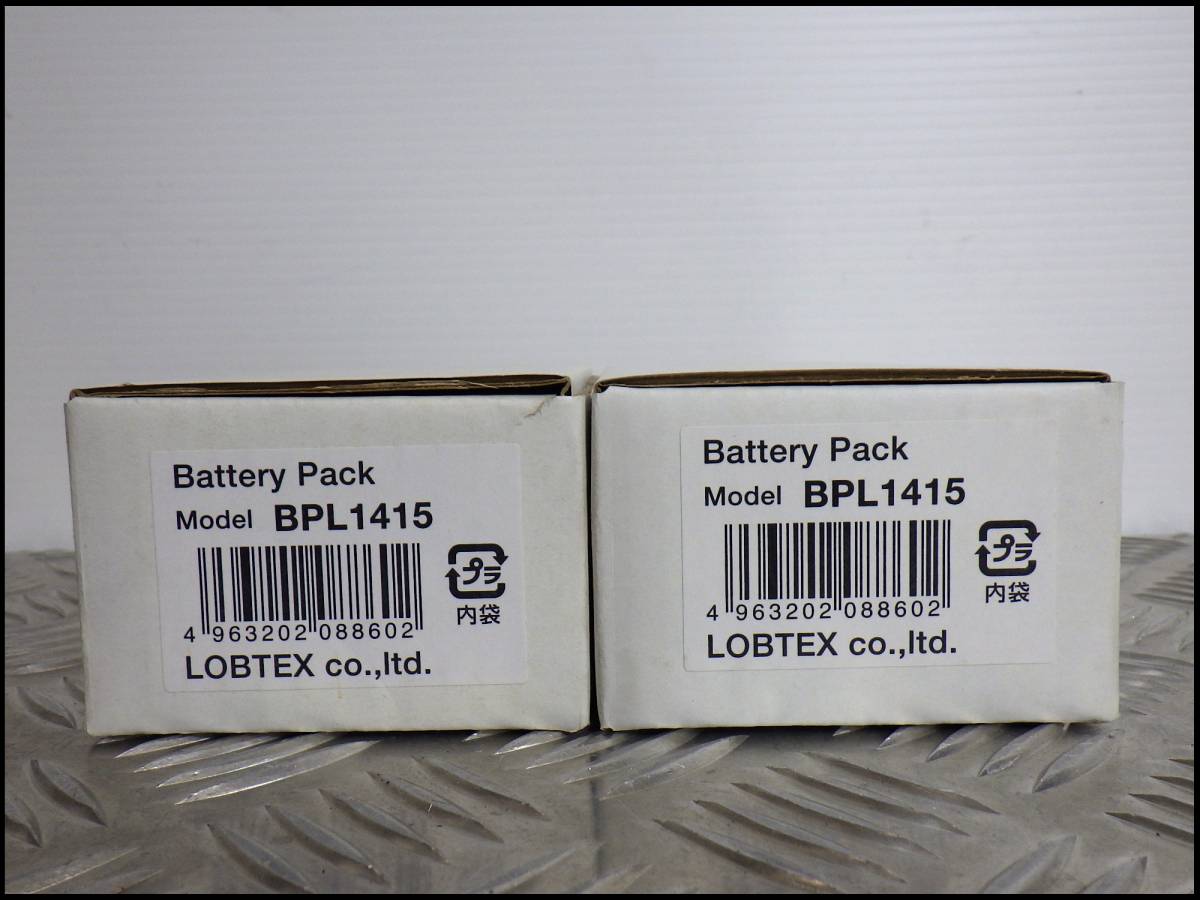 Battery Pack
Model BPL1415
プラ
内袋
4 963202 088602
LOBTEX co.,ltd.
Battery Pack
Model BPL1415
プラ
内袋
4 963202 088602
LOBTEX co.,ltd.